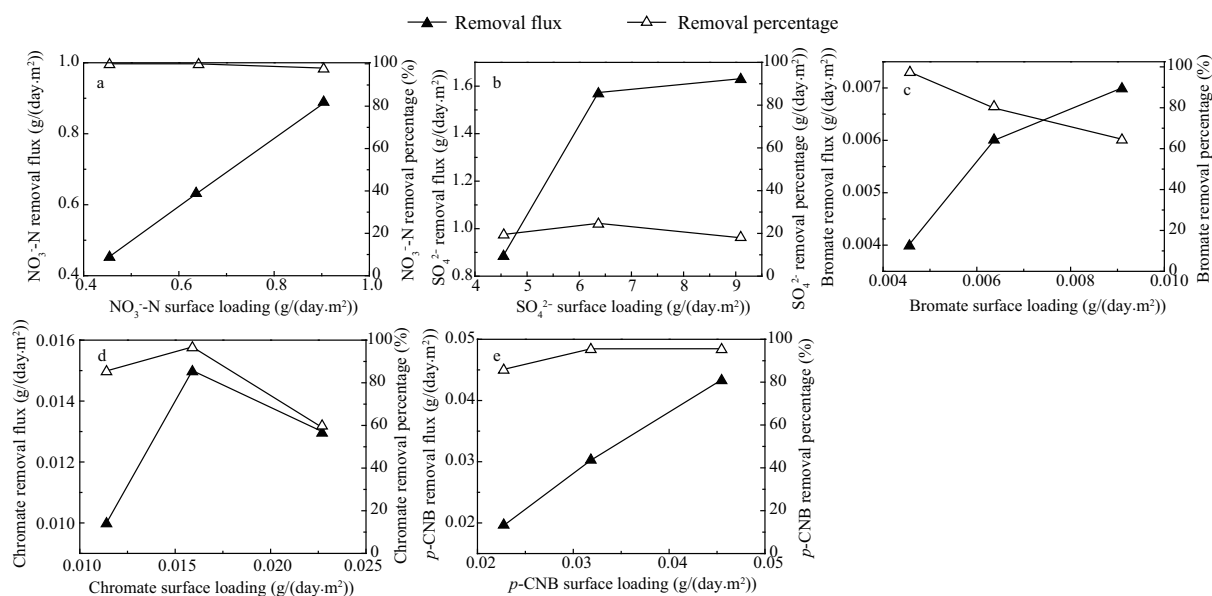 Removal flux
Removal percentage
a
NO₃⁻-N removal flux (g/(day·m²))
1.0
0.8
0.6
0.4
100
80
60
40
20
0
NO₃⁻-N removal percentage (%)
0.4 0.6 0.8 1.0
NO₃⁻-N surface loading (g/(day.m²))
b
SO₄²⁻ removal flux (g/(day·m²))
1.6
1.4
1.2
1.0
0.8
100
80
60
40
20
0
SO₄²⁻ removal percentage (g/(day·m²))
4 5 6 7 8 9 10
SO₄²⁻ surface loading (g/(day.m²))
c
Bromate removal flux (g/(day·m²))
0.007
0.006
0.005
0.004
100
80
60
40
20
0
Bromate removal percentage (%)
0.004 0.006 0.008 0.010
Bromate surface loading (g/(day.m²))
d
Chromate removal flux (g/(day·m²))
0.016
0.014
0.012
0.010
100
80
60
40
20
0
Chromate removal percentage (%)
0.010 0.015 0.020 0.025
Chromate surface loading (g/(day.m²))
e
p-CNB removal flux (g/(day·m²))
0.05
0.04
0.03
0.02
100
80
60
40
20
0
p-CNB removal percentage (%)
0.02 0.03 0.04 0.05
p-CNB surface loading (g/(day.m²))